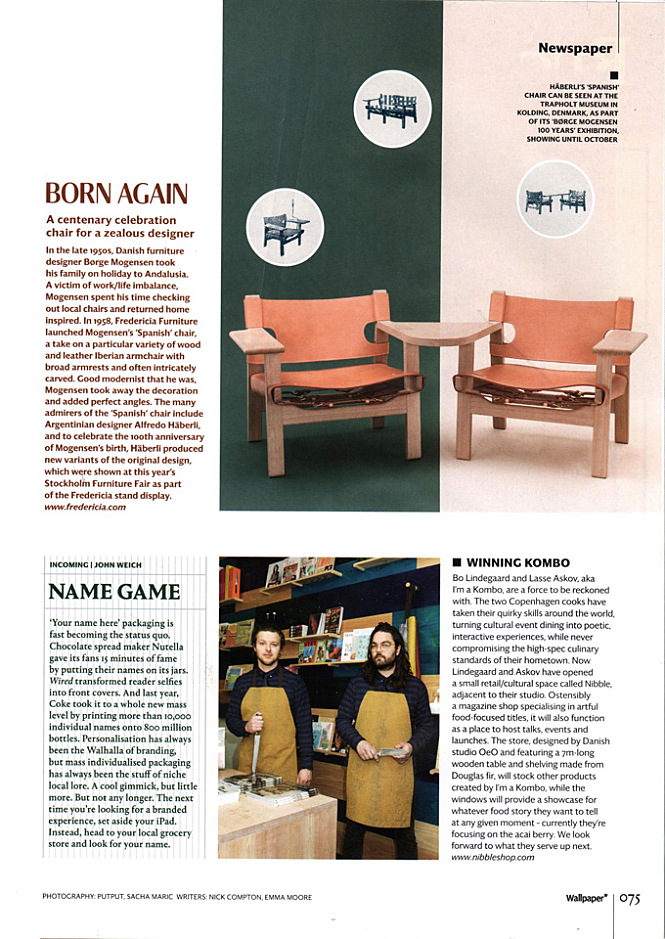 Newspaper
HÄBERLI'S 'SPANISH'
CHAIR CAN BE SEEN AT THE
TRAPHOLT MUSEUM IN
KOLDING, DENMARK, AS PART
OF ITS 'BØRGE MOGENSEN
100 YEARS' EXHIBITION,
SHOWING UNTIL OCTOBER
BORN AGAIN
A centenary celebration
chair for a zealous designer
In the late 1950s, Danish furniture
designer Børge Mogensen took
his family on holiday to Andalusia.
A victim of work/life imbalance,
Mogensen spent his time checking
out local chairs and returned home
inspired. In 1958, Fredericia Furniture
launched Mogensen's 'Spanish' chair,
a take on a particular variety of wood
and leather Iberian armchair with
broad armrests and often intricately
carved. Good modernist that he was,
Mogensen took away the decoration
and added perfect angles. The many
admirers of the 'Spanish' chair include
Argentinian designer Alfredo Häberli,
and to celebrate the 100th anniversary
of Mogensen's birth, Häberli produced
new variants of the original design,
which were shown at this year's
Stockholm Furniture Fair as part
of the Fredericia stand display.
www.fredericia.com
INCOMING | JOHN WEICH
NAME GAME
'Your name here' packaging is
fast becoming the status quo.
Chocolate spread maker Nutella
gave its fans 15 minutes of fame
by putting their names on its jars.
Wired transformed reader selfies
into front covers. And last year,
Coke took it to a whole new mass
level by printing more than 10,000
individual names onto 800 million
bottles. Personalisation has always
been the Walhalla of branding,
but mass individualised packaging
has always been the stuff of niche
local lore. A cool gimmick, but little
more. But not any longer. The next
time you're looking for a branded
experience, set aside your iPad.
Instead, head to your local grocery
store and look for your name.
WINNING KOMBO
Bo Lindegaard and Lasse Askov, aka
I'm a Kombo, are a force to be reckoned
with. The two Copenhagen cooks have
taken their quirky skills around the world,
turning cultural event dining into poetic,
interactive experiences, while never
compromising the high-spec culinary
standards of their hometown. Now
Lindegaard and Askov have opened
a small retail/cultural space called Nibble,
adjacent to their studio. Ostensibly
a magazine shop specialising in artful
food-focused titles, it will also function
as a place to host talks, events and
launches. The store, designed by Danish
studio OeO and featuring a 7m-long
wooden table and shelving made from
Douglas fir, will stock other products
created by I'm a Kombo, while the
windows will provide a showcase for
whatever food story they want to tell
at any given moment - currently they're
focusing on the acai berry. We look
forward to what they serve up next.
www.nibbleshop.com
PHOTOGRAPHY: PUTPUT, SACHA MARIC WRITERS: NICK COMPTON, EMMA MOORE
Wallpaper* | 075